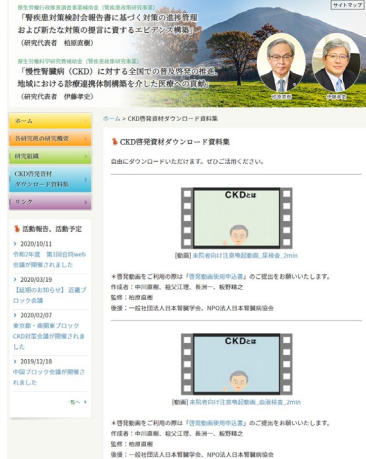 サイトマップ
厚生労働行政推進調査事業補助金（腎疾患政策研究事業）
「腎疾患対策検討会報告書に基づく対策の進捗管理
および新たな対策の提言に資するエビデンス構築」
（研究代表者　柏原直樹）
厚生労働科学研究費補助金（腎疾患政策研究事業）
「慢性腎臓病（CKD）に対する全国での普及啓発の推進、
地域における診療連携体制構築を介した医療への貢献」
（研究代表者　伊藤孝史）
柏原直樹
伊藤孝史
ホーム
各研究班の研究概要
研究組織
CKD啓発資材
ダウンロード資料集
リンク
活動報告、活動予定
2020/10/11
令和2年度　第1回合同web
会議が開催されました
2020/03/19
【延期のお知らせ】 近畿ブ
ロック会議
2020/02/07
東京都・南関東ブロック
CKD対策会議が開催されま
した
2019/12/18
中国ブロック会議が開催さ
れました
一覧へ
ホーム > CKD啓発資材ダウンロード資料集
CKD啓発資材ダウンロード資料集
自由にダウンロードいただけます。ぜひご活用ください。
CKDとは
[動画] 未受診者向け注意喚起動画_尿検査_2min
＊啓発動画をご利用の際は「啓発動画使用申込書」のご提出をお願いいたします。
作成者：中川直樹、祖父江理、長洲一、板野精之
監修：柏原直樹
後援：一般社団法人日本腎臓学会、NPO法人日本腎臓病協会
CKDとは
[動画] 未受診者向け注意喚起動画_血液検査_2min
＊啓発動画をご利用の際は「啓発動画使用申込書」のご提出をお願いいたします。
作成者：中川直樹、祖父江理、長洲一、板野精之
監修：柏原直樹
後援：一般社団法人日本腎臓学会、NPO法人日本腎臓病協会